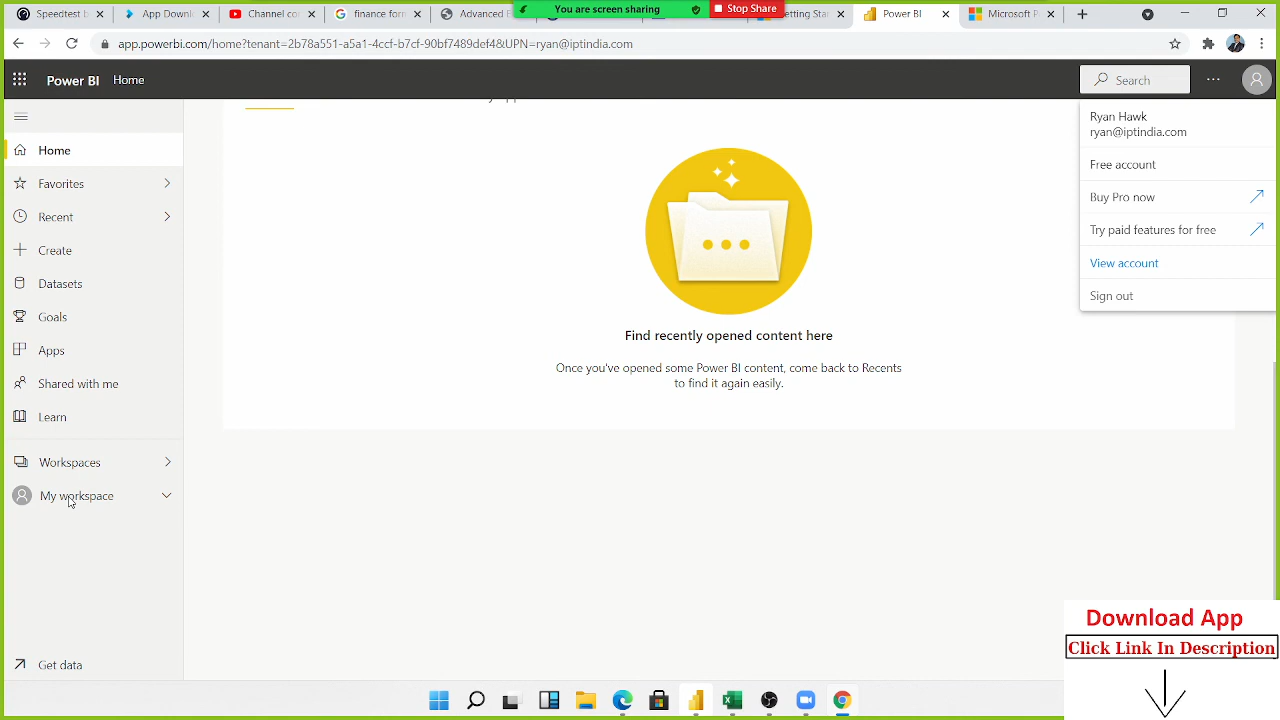 Speedtest b
App Downlo
Channel co
finance form
Advanced E
You are screen sharing
Stop Share
etting Star
Power BI
Microsoft P
app.powerbi.com/home?tenant=2b78a551-a5a1-4ccf-b7cf-90bf7489def4&UPN=ryan@iptindia.com
Power BI
Home
Search
Ryan Hawk
ryan@iptindia.com
Free account
Buy Pro now
Try paid features for free
View account
Sign out
Home
Favorites
Recent
Create
Datasets
Goals
Apps
Shared with me
Learn
Workspaces
My workspace
Get data
Find recently opened content here
Once you've opened some Power BI content, come back to Recents
to find it again easily.
Download App
Click Link In Description